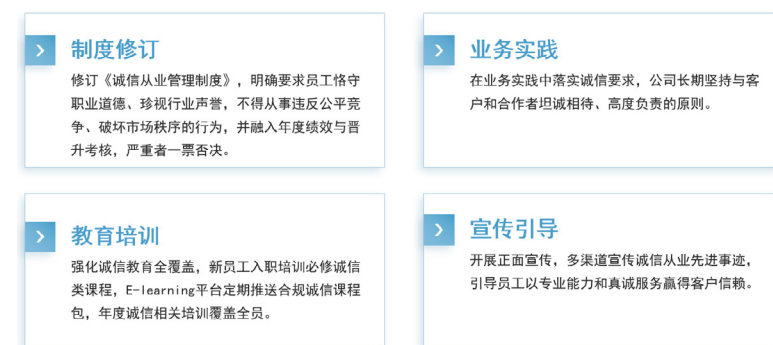 制度修订
修订《诚信从业管理制度》，明确要求员工恪守
职业道德、珍视行业声誉，不得从事违反公平竞
争、破坏市场秩序的行为，并融入年度绩效与晋
升考核，严重者一票否决。
业务实践
在业务实践中落实诚信要求，公司长期坚持与客
户和合作者坦诚相待、高度负责的原则。
教育培训
强化诚信教育全覆盖，新员工入职培训必修诚信
类课程，E-learning平台定期推送合规诚信课程
包，年度诚信相关培训覆盖全员。
宣传引导
开展正面宣传，多渠道宣传诚信从业先进事迹，
引导员工以专业能力和真诚服务赢得客户信赖。